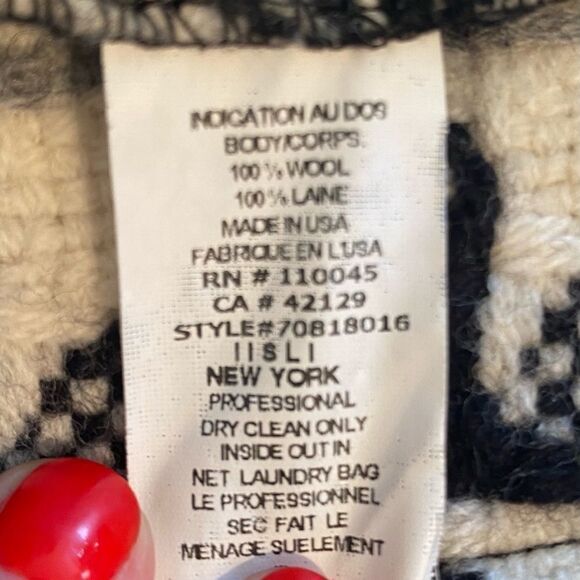 INDICATION AU DOS
BODY/CORPS:
100% WOOL
100% LAINE
MADE IN USA
FABRIQUE EN L'USA
RN # 110045
CA # 42129
STYLE#70818016
IISLI
NEW YORK
PROFESSIONAL
DRY CLEAN ONLY
INSIDE OUT IN
NET LAUNDRY BAG
LE PROFESSIONNEL
SEC FAIT LE
MENAGE SUELEMENT